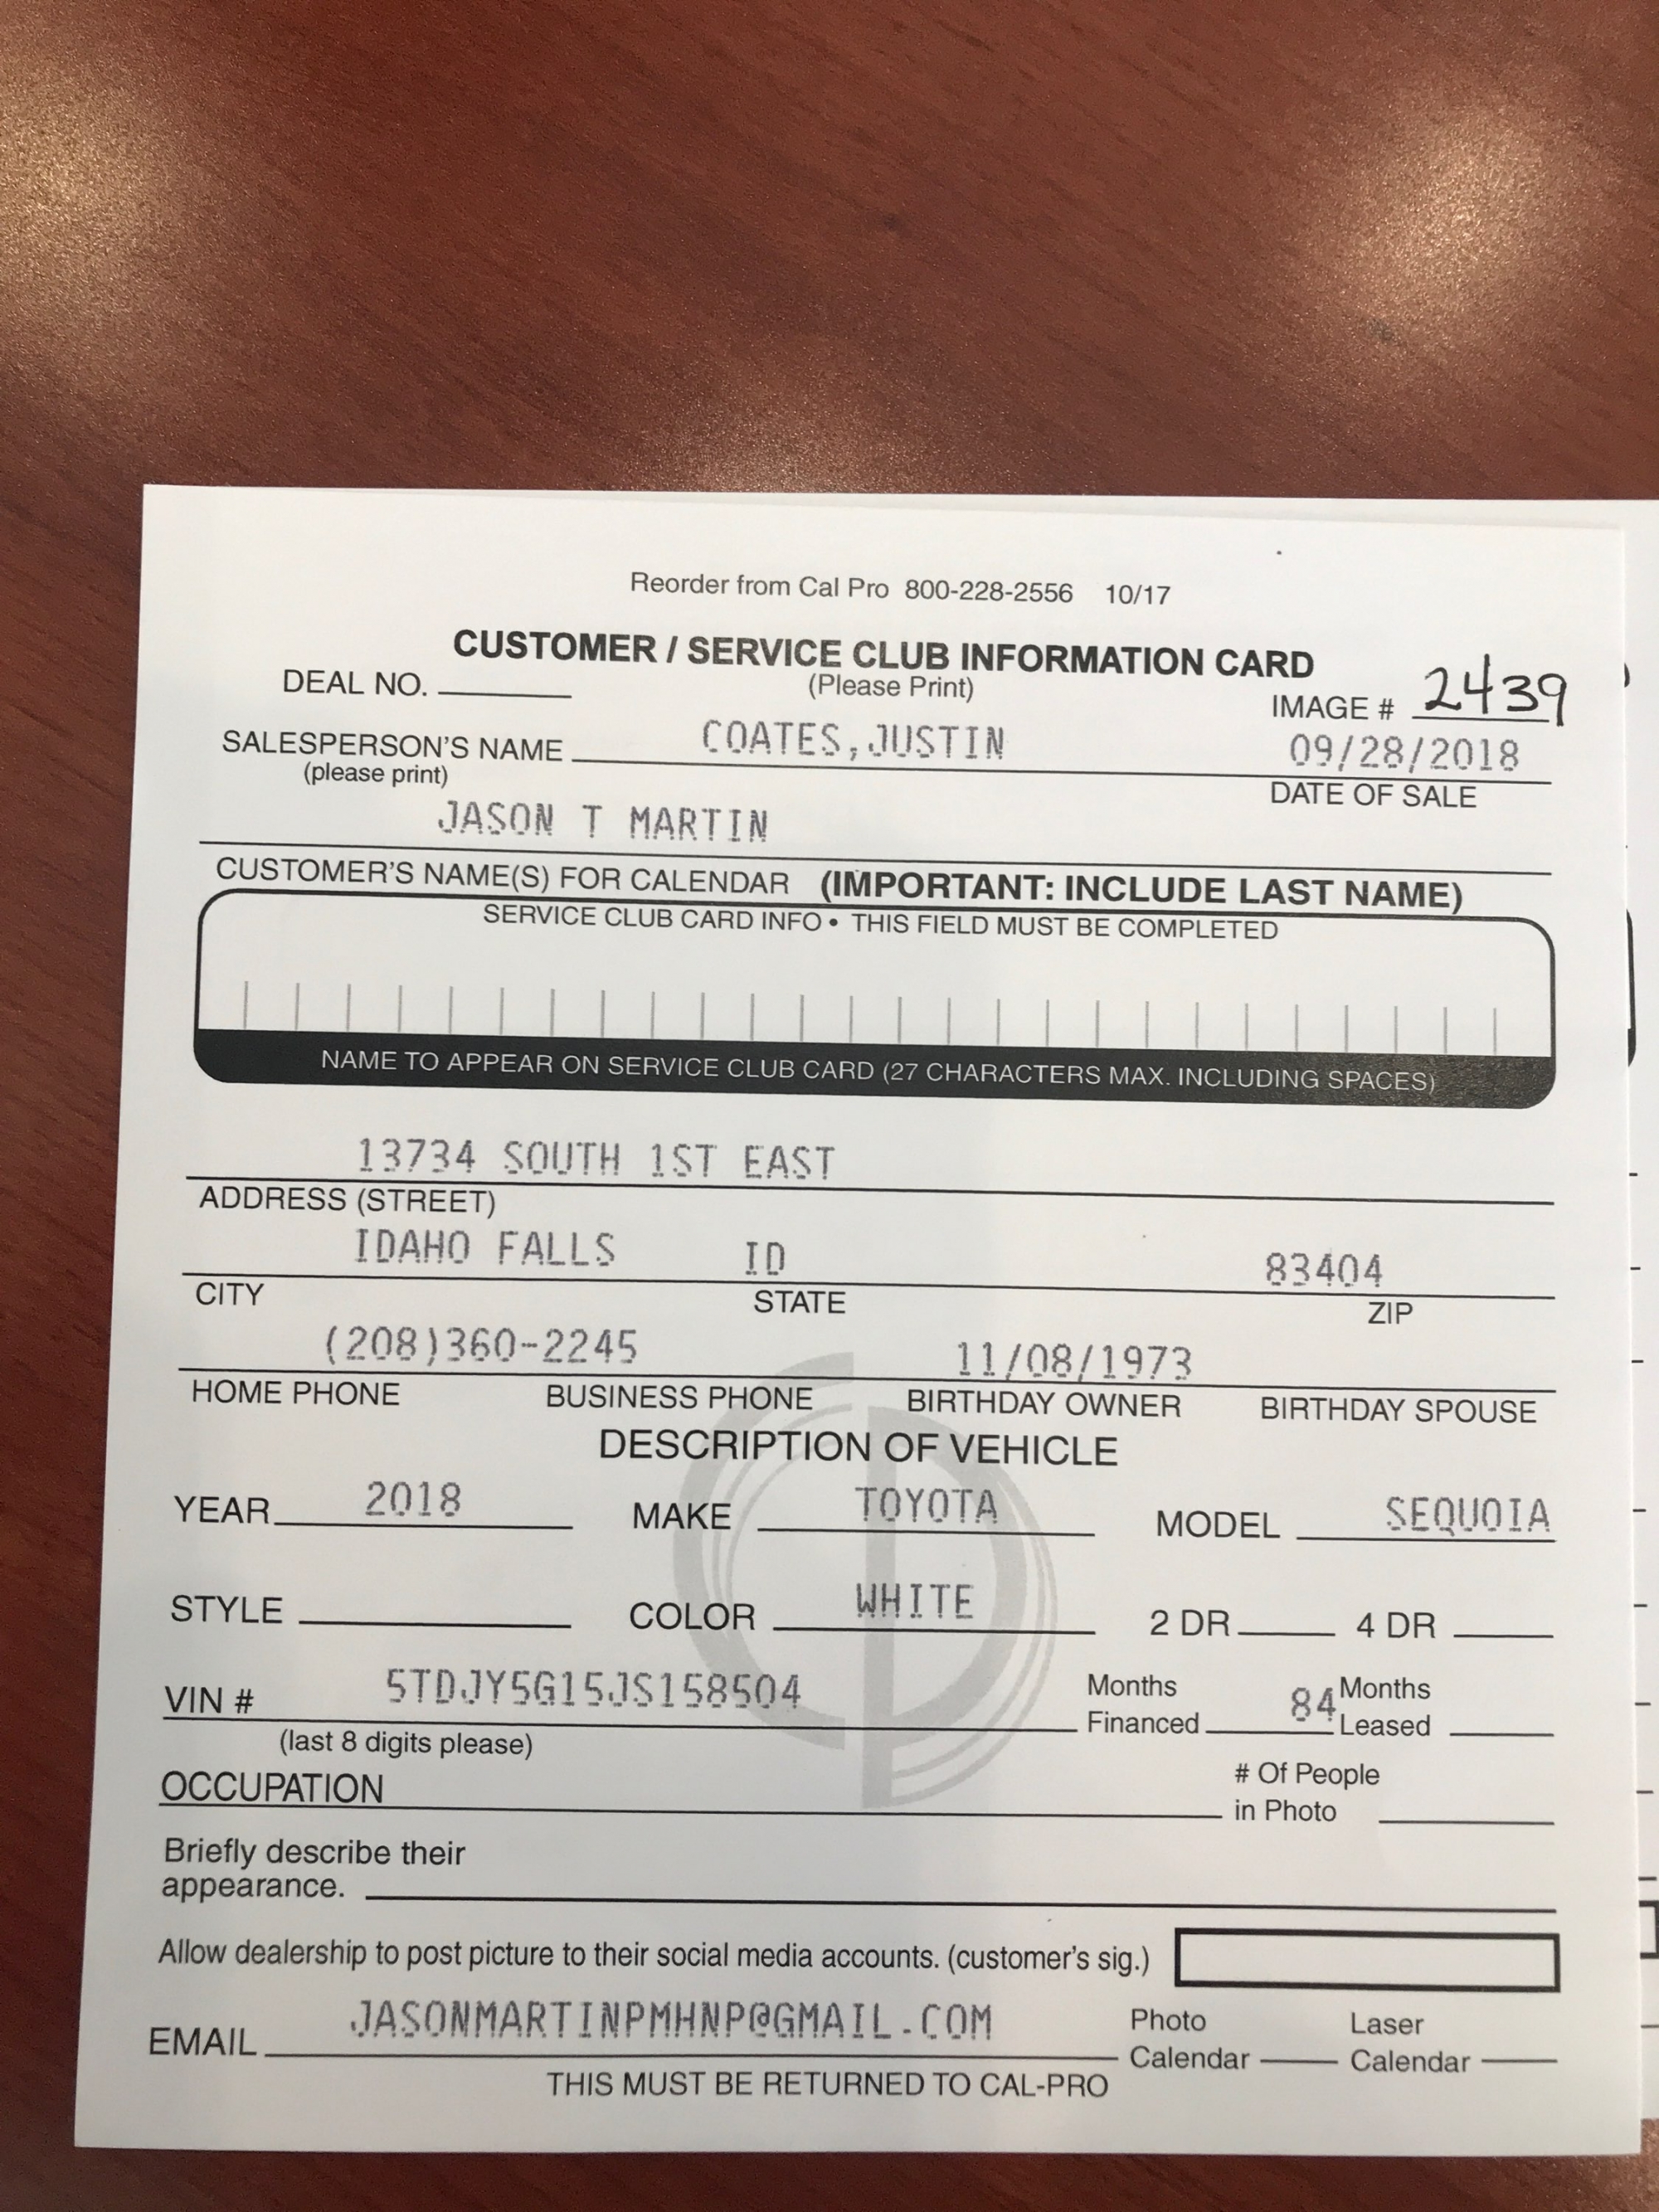 Reorder from Cal Pro 800-228-2556 10/17
CUSTOMER / SERVICE CLUB INFORMATION CARD
DEAL NO. (Please Print) IMAGE # 2439
SALESPERSON'S NAME COATES,JUSTIN 09/28/2018
(please print) DATE OF SALE
JASON T MARTIN
CUSTOMER'S NAME(S) FOR CALENDAR (IMPORTANT: INCLUDE LAST NAME)
SERVICE CLUB CARD INFO • THIS FIELD MUST BE COMPLETED
NAME TO APPEAR ON SERVICE CLUB CARD (27 CHARACTERS MAX. INCLUDING SPACES)
13734 SOUTH 1ST EAST
ADDRESS (STREET)
IDAHO FALLS ID 83404
CITY STATE ZIP
(208)360-2245 11/08/1973
HOME PHONE BUSINESS PHONE BIRTHDAY OWNER BIRTHDAY SPOUSE
DESCRIPTION OF VEHICLE
YEAR 2018 MAKE TOYOTA MODEL SEQUOIA
STYLE COLOR WHITE 2 DR 4 DR
VIN # 5TDJY5G15JS158504 Months Financed 84 Months Leased
(last 8 digits please)
OCCUPATION # Of People in Photo
Briefly describe their
appearance.
Allow dealership to post picture to their social media accounts. (customer's sig.)
EMAIL JASONMARTINPMHNP@GMAIL.COM Photo Calendar Laser Calendar
THIS MUST BE RETURNED TO CAL-PRO